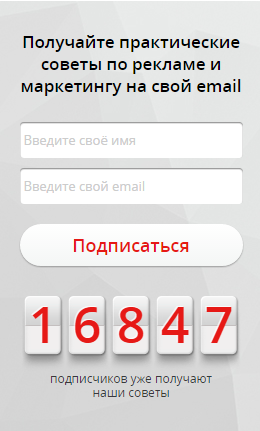 Получайте практические
советы по рекламе и
маркетингу на свой email
Введите своё имя
Введите свой email
Подписаться
16847
подписчиков уже получают
наши советы